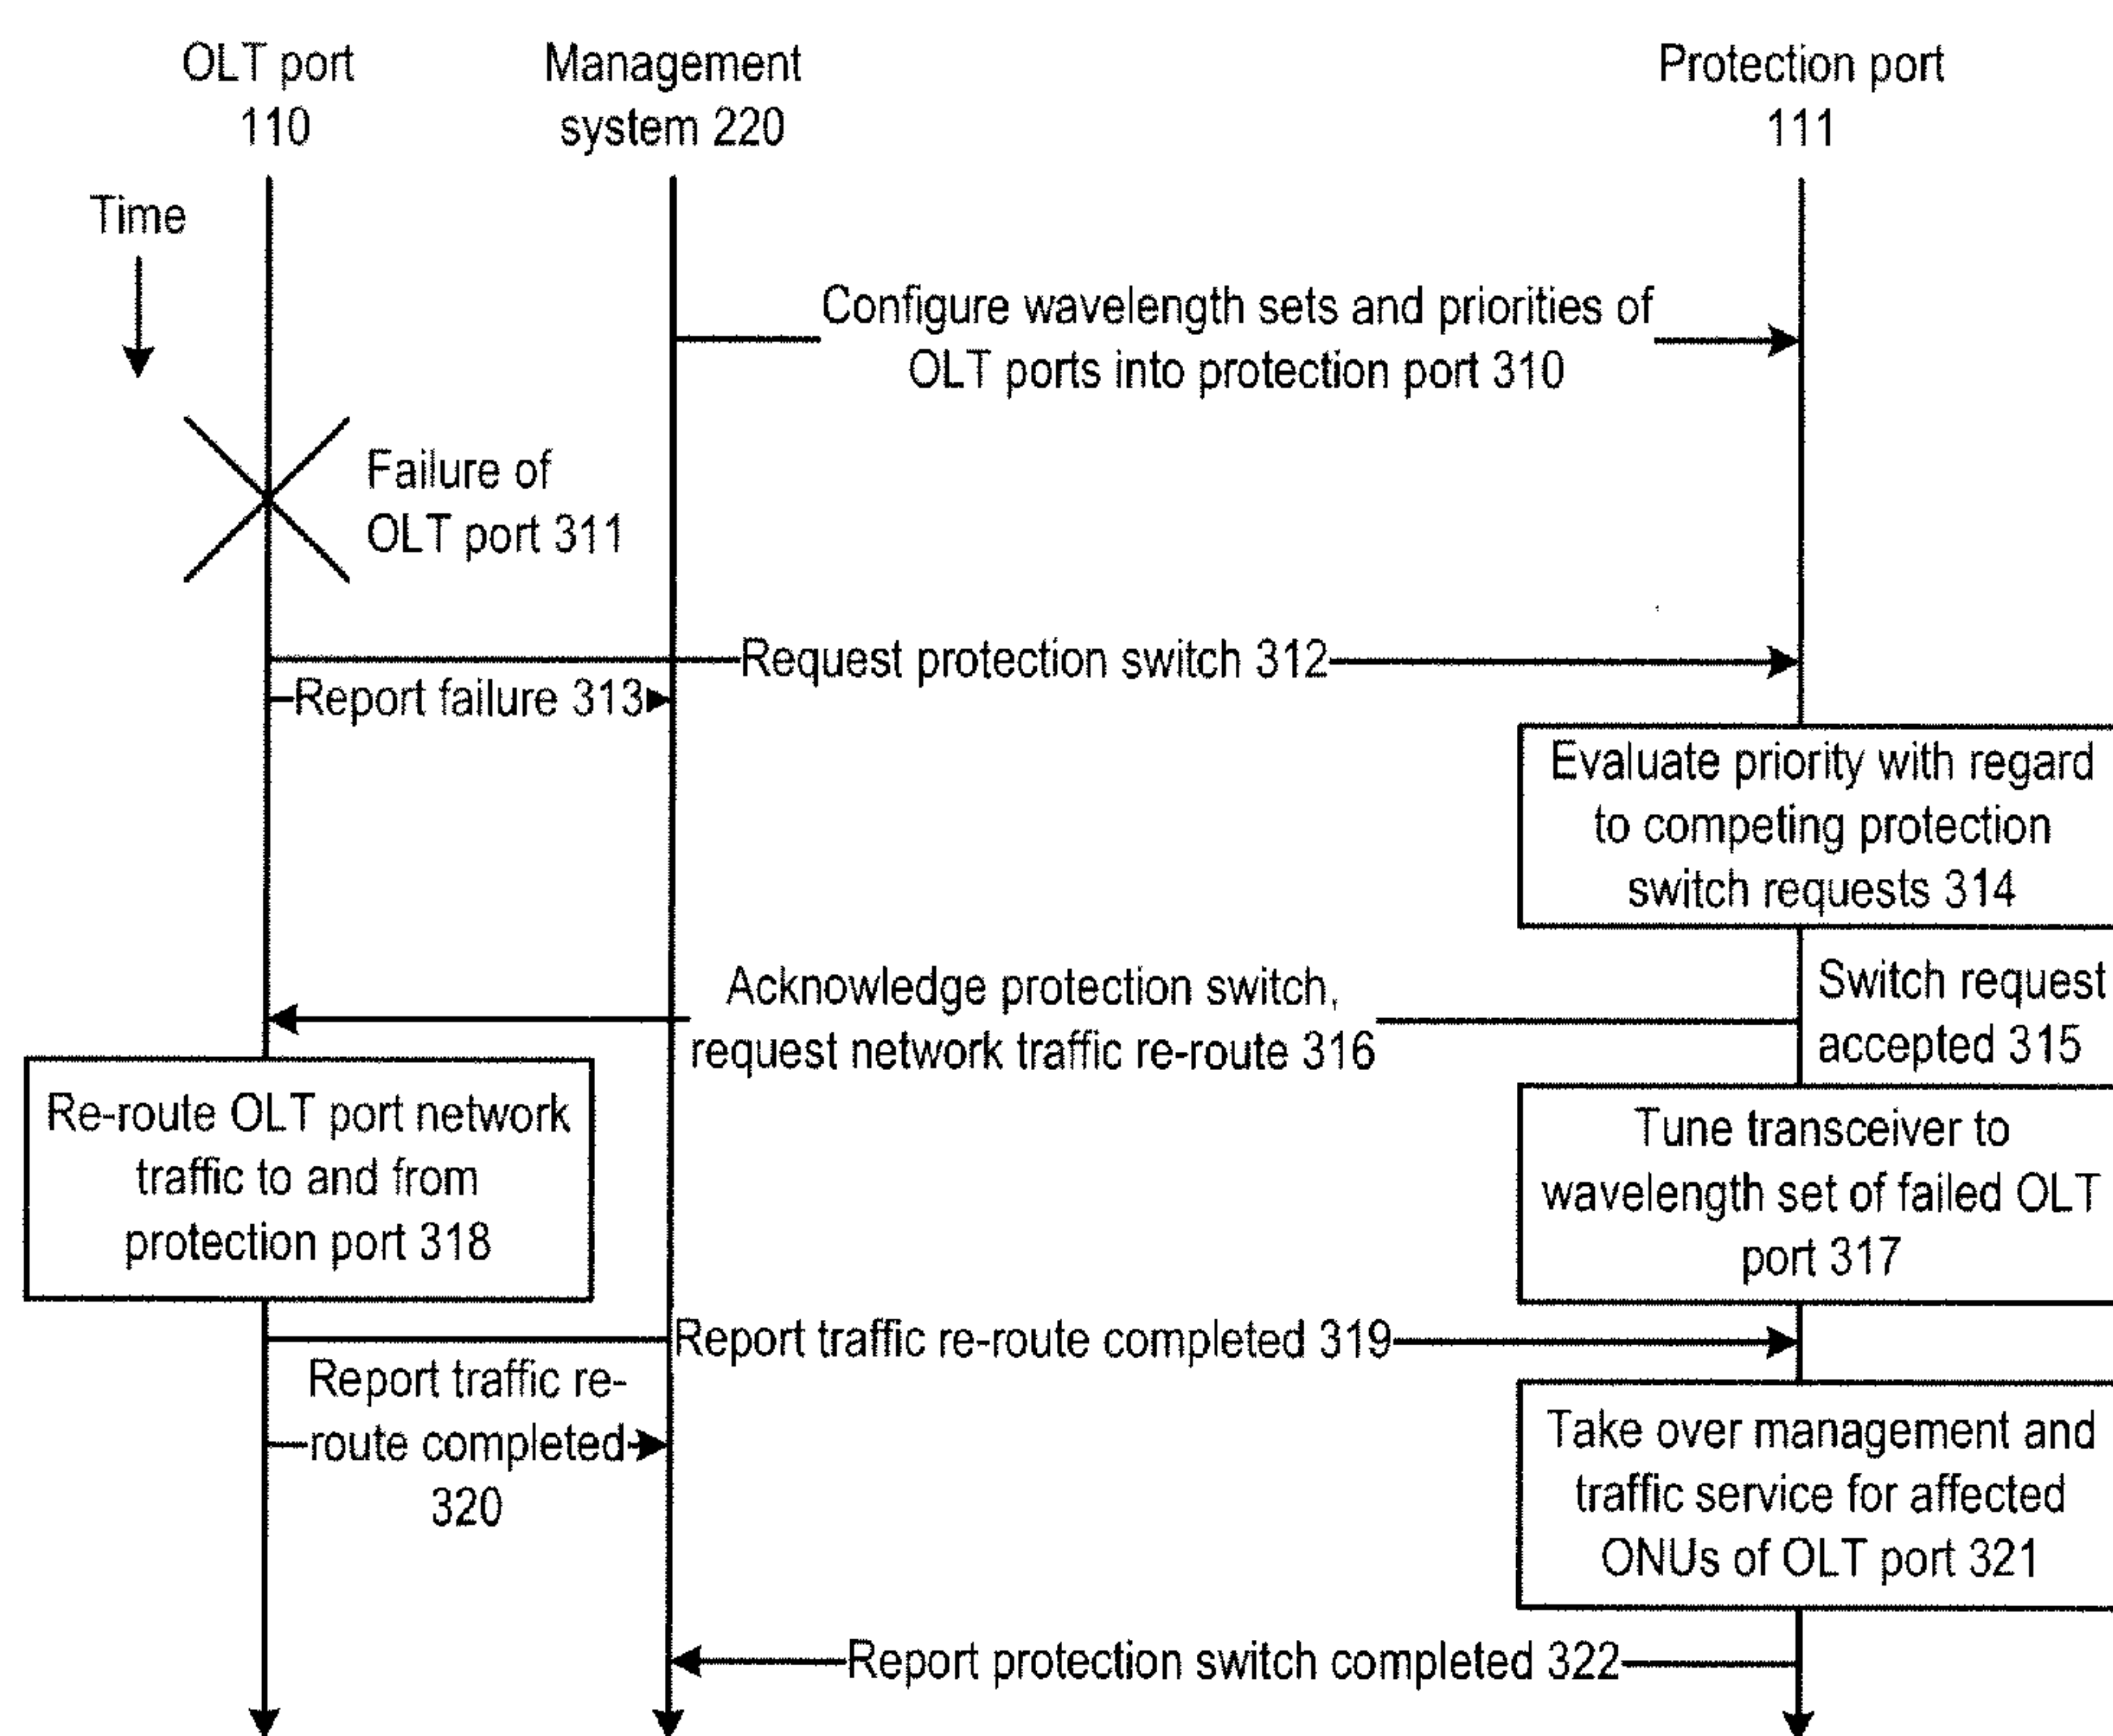 OLT port
110
Management
system 220
Protection port
111
Time
Configure wavelength sets and priorities of
OLT ports into protection port 310
Failure of
OLT port 311
Request protection switch 312
Report failure 313
Evaluate priority with regard
to competing protection
switch requests 314
Switch request
accepted 315
Acknowledge protection switch,
request network traffic re-route 316
Tune transceiver to
wavelength set of failed OLT
port 317
Re-route OLT port network
traffic to and from
protection port 318
Report traffic re-route completed 319
Report traffic re-
route completed
320
Take over management and
traffic service for affected
ONUs of OLT port 321
Report protection switch completed 322